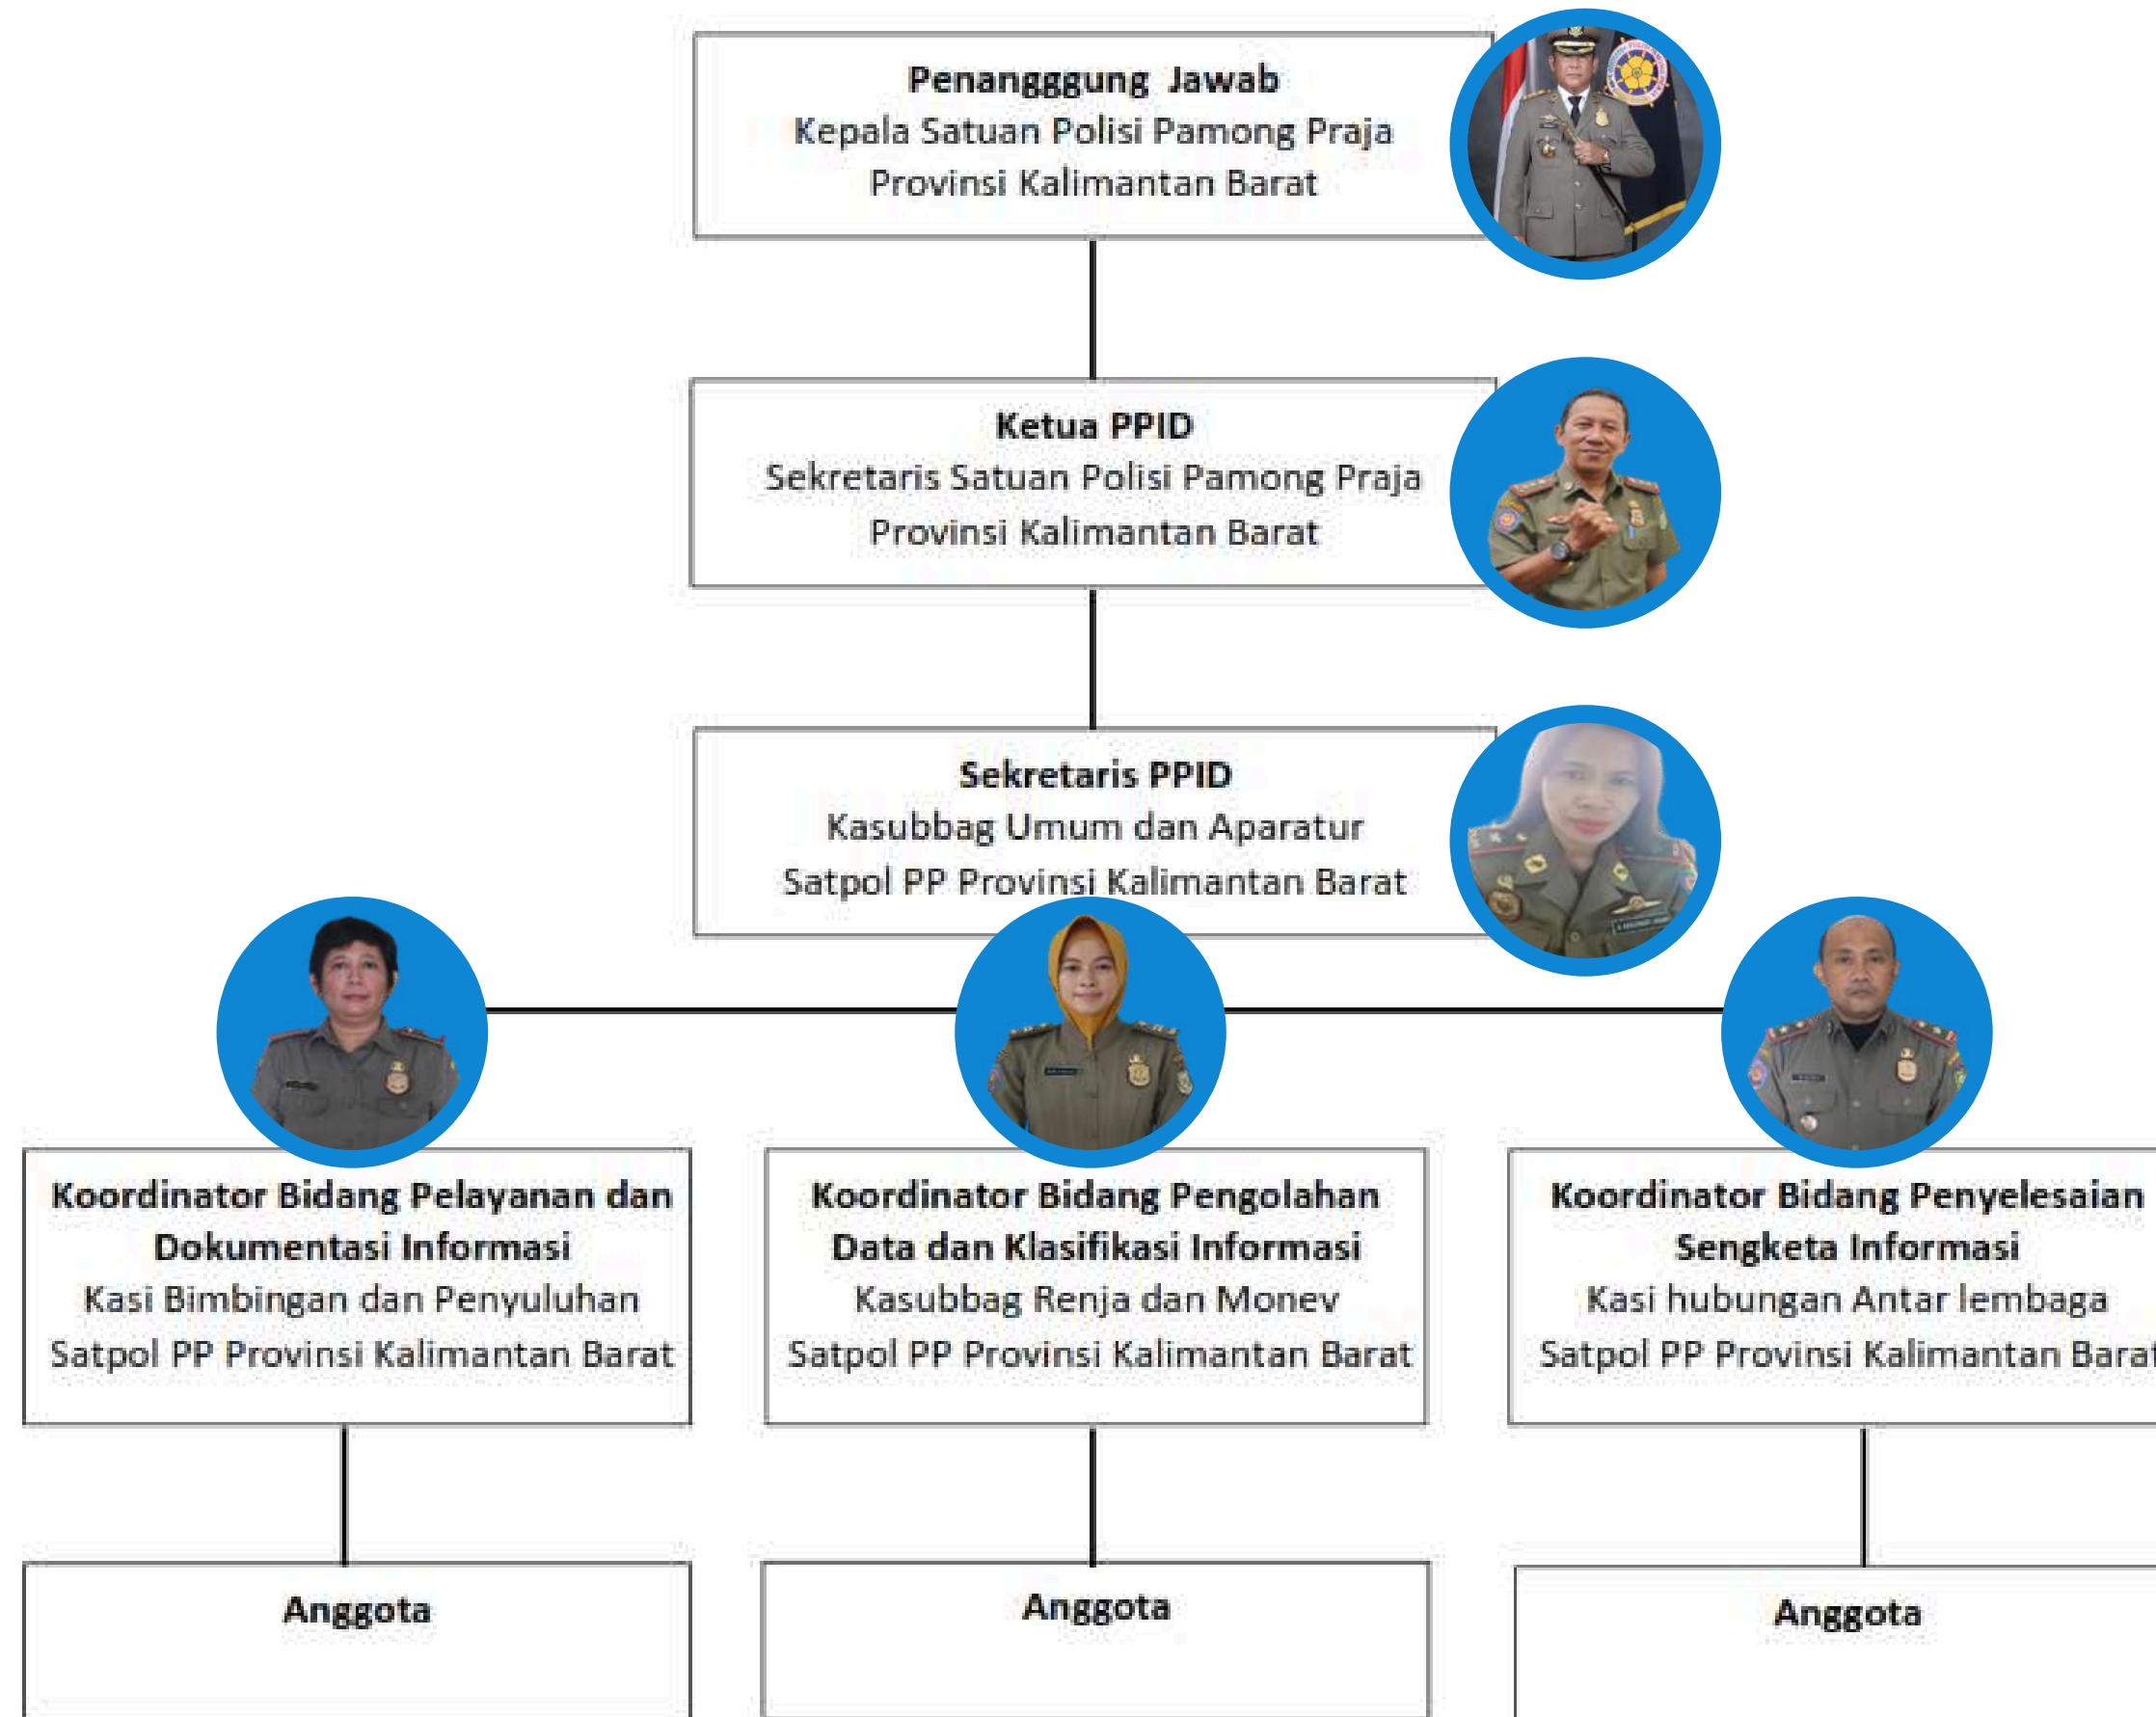 Penangggung Jawab
Kepala Satuan Polisi Pamong Praja
Provinsi Kalimantan Barat
Ketua PPID
Sekretaris Satuan Polisi Pamong Praja
Provinsi Kalimantan Barat
Sekretaris PPID
Kasubbag Umum dan Aparatur
Satpol PP Provinsi Kalimantan Barat
Koordinator Bidang Pelayanan dan
Dokumentasi Informasi
Kasi Bimbingan dan Penyuluhan
Satpol PP Provinsi Kalimantan Barat
Koordinator Bidang Pengolahan
Data dan Klasifikasi Informasi
Kasubbag Renja dan Monev
Satpol PP Provinsi Kalimantan Barat
Koordinator Bidang Penyelesaian
Sengketa Informasi
Kasi hubungan Antar lembaga
Satpol PP Provinsi Kalimantan Barat
Anggota
Anggota
Anggota